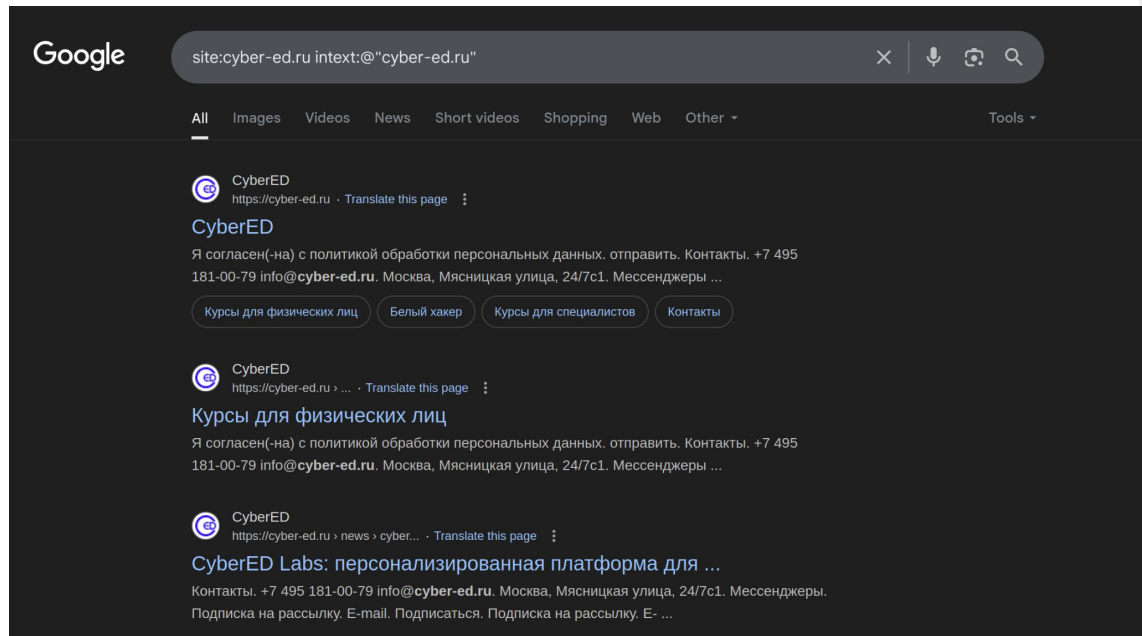 Google
site:cyber-ed.ru intext:@"cyber-ed.ru"
All Images Videos News Short videos Shopping Web Other Tools
CyberED
https://cyber-ed.ru · Translate this page
CyberED
Я согласен(-на) с политикой обработки персональных данных. отправить. Контакты. +7 495
181-00-79 info@cyber-ed.ru. Москва, Мясницкая улица, 24/7с1. Мессенджеры ...
Курсы для физических лиц Белый хакер Курсы для специалистов Контакты
CyberED
https://cyber-ed.ru › ... · Translate this page
Курсы для физических лиц
Я согласен(-на) с политикой обработки персональных данных. отправить. Контакты. +7 495
181-00-79 info@cyber-ed.ru. Москва, Мясницкая улица, 24/7с1. Мессенджеры ...
CyberED
https://cyber-ed.ru › news › cyber... · Translate this page
CyberED Labs: персонализированная платформа для ...
Контакты. +7 495 181-00-79 info@cyber-ed.ru. Москва, Мясницкая улица, 24/7с1. Мессенджеры.
Подписка на рассылку. E-mail. Подписаться. Подписка на рассылку. E- ...